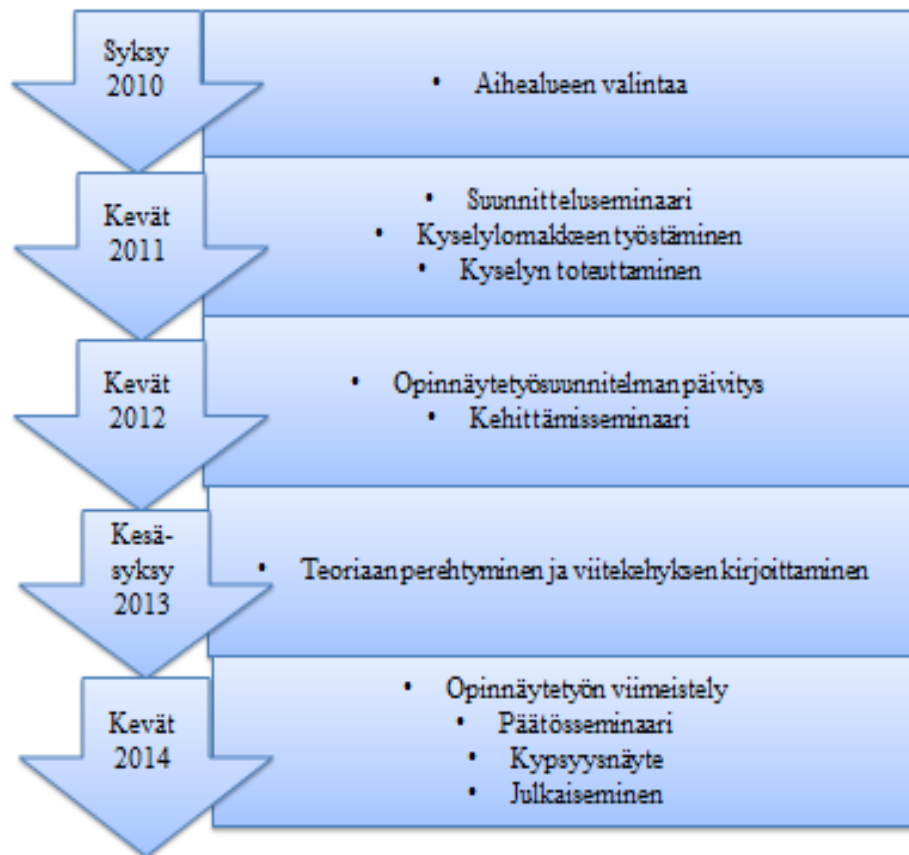 Syksy
2010
• Aihealueen valintaa
Kevät
2011
• Suunnitteluseminaari
• Kyselylomakkeen työstäminen
• Kyselyn toteuttaminen
Kevät
2012
• Opinnäytetyösuunnitelman päivitys
• Kehittämisseminaari
Kesä-
syksy
2013
• Teoriaan perehtyminen ja viitekehyksen kirjoittaminen
Kevät
2014
• Opinnäytetyön viimeistely
• Päätösseminaari
• Kypsyysnäyte
• Julkaiseminen